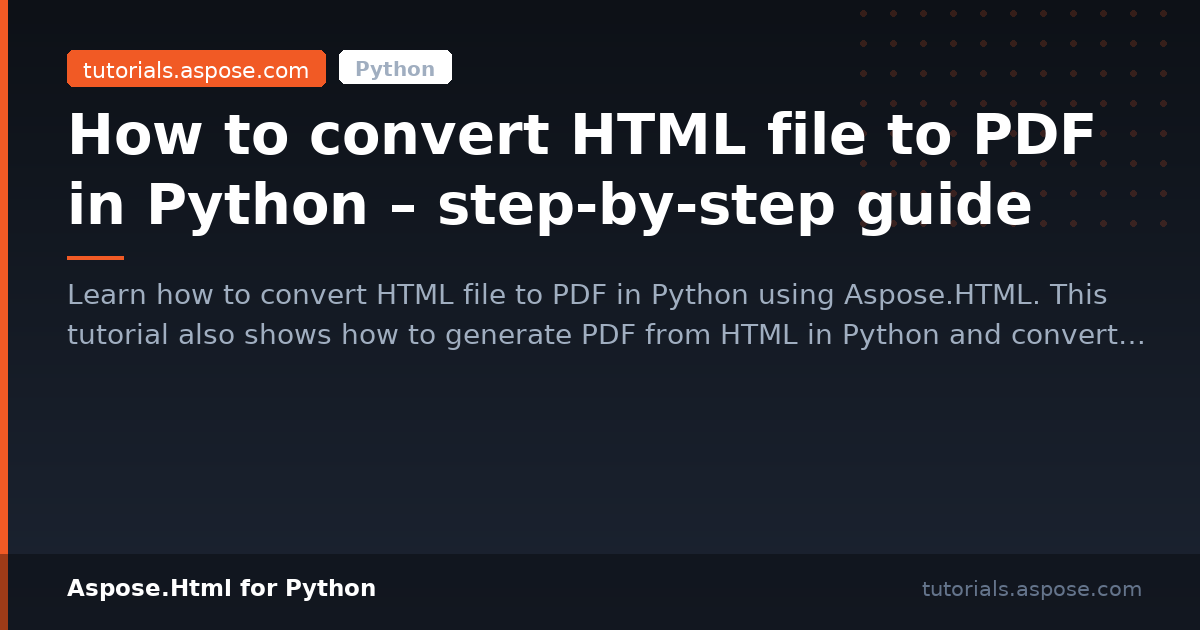 tutorials.aspose.com
Python
How to convert HTML file to PDF
in Python – step-by-step guide
Learn how to convert HTML file to PDF in Python using Aspose.HTML. This
tutorial also shows how to generate PDF from HTML in Python and convert…
Aspose.Html for Python
tutorials.aspose.com